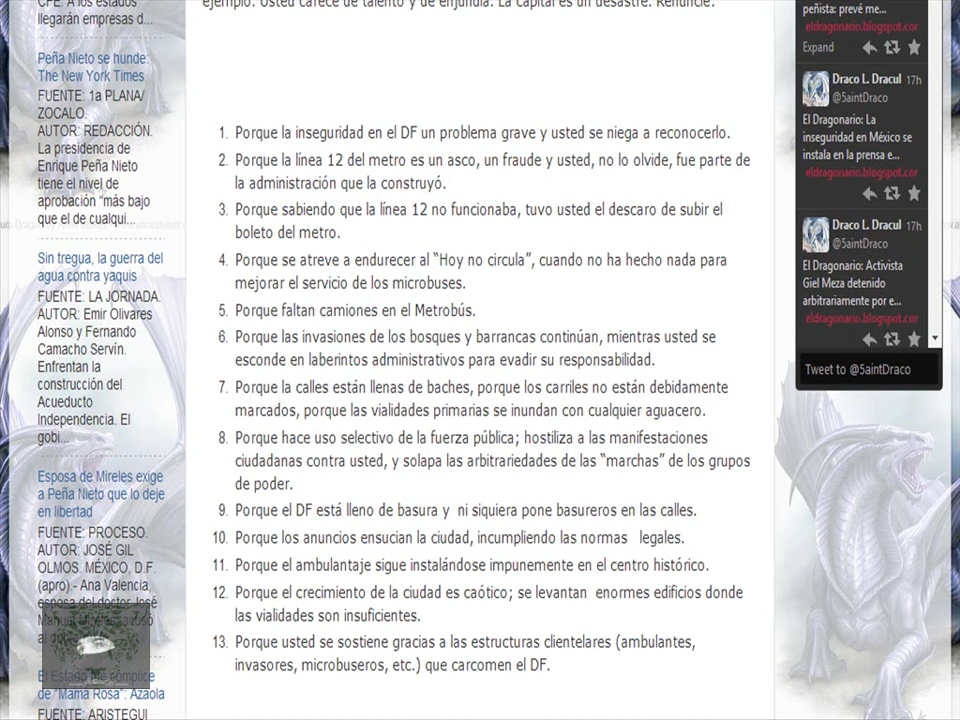 CFE. A los estados
llegarán empresas d...
Peña Nieto se hunde:
The New York Times
FUENTE: 1a PLANA/
ZOCALO.
AUTOR: REDACCIÓN.
La presidencia de
Enrique Peña Nieto
tiene el nivel de
aprobación “más bajo
que el de cualqui...
Sin tregua, la guerra del
agua contra yaquis
FUENTE: LA JORNADA.
AUTOR: Emir Olivares
Alonso y Fernando
Camacho Servín.
Enfrentan la
construcción del
Acueducto
Independencia. El
gobi...
Esposa de Mireles exige
a Peña Nieto que lo deje
en libertad
FUENTE: PROCESO.
AUTOR: JOSÉ GIL
OLMOS. MÉXICO, D.F.
(apro).- Ana Valencia,
esposa del doctor José
Manuel Mireles, acusó
al
El Estado fue cómplice
de “Mamá Rosa”: Azaola
FUENTE: ARISTEGUI
ejemplo. Usted carece de talento y de enjundia. La capital es un desastre. Renuncie.
1. Porque la inseguridad en el DF un problema grave y usted se niega a reconocerlo.
2. Porque la línea 12 del metro es un asco, un fraude y usted, no lo olvide, fue parte de
la administración que la construyó.
3. Porque sabiendo que la línea 12 no funcionaba, tuvo usted el descaro de subir el
boleto del metro.
4. Porque se atreve a endurecer al “Hoy no circula”, cuando no ha hecho nada para
mejorar el servicio de los microbuses.
5. Porque faltan camiones en el Metrobús.
6. Porque las invasiones de los bosques y barrancas continúan, mientras usted se
esconde en laberintos administrativos para evadir su responsabilidad.
7. Porque la calles están llenas de baches, porque los carriles no están debidamente
marcados, porque las vialidades primarias se inundan con cualquier aguacero.
8. Porque hace uso selectivo de la fuerza pública; hostiliza a las manifestaciones
ciudadanas contra usted, y solapa las arbitrariedades de las “marchas” de los grupos
de poder.
9. Porque el DF está lleno de basura y ni siquiera pone basureros en las calles.
10. Porque los anuncios ensucian la ciudad, incumpliendo las normas legales.
11. Porque el ambulantaje sigue instalándose impunemente en el centro histórico.
12. Porque el crecimiento de la ciudad es caótico; se levantan enormes edificios donde
las vialidades son insuficientes.
13. Porque usted se sostiene gracias a las estructuras clientelares (ambulantes,
invasores, microbuseros, etc.) que carcomen el DF.
peñista: prevé me...
eldragonario.blogspot.cor
Expand
Draco L. Dracul 17h
@5aintDraco
El Dragonario: La
inseguridad en México se
instala en la prensa e...
eldragonario.blogspot.cor
Draco L. Dracul 17h
@5aintDraco
El Dragonario: Activista
Giel Meza detenido
arbitrariamente por e...
eldragonario.blogspot.cor
Tweet to @5aintDraco